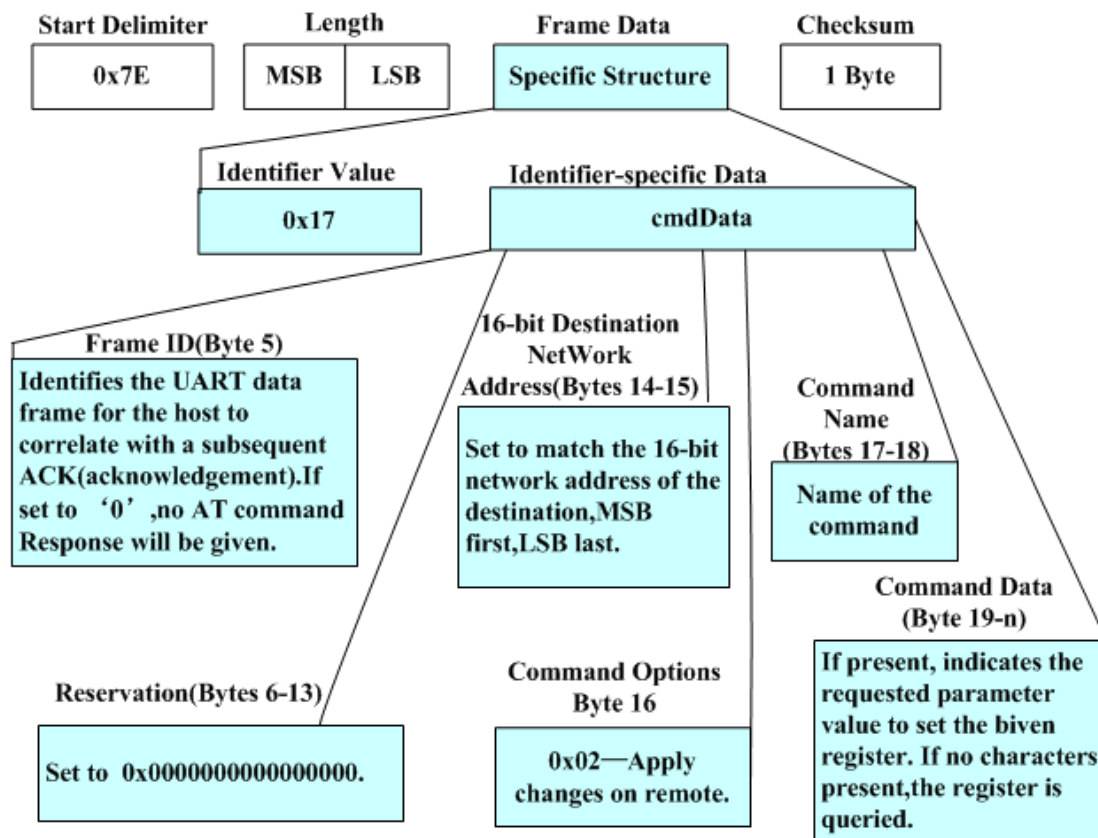 Start Delimiter
Length
Frame Data
Checksum
0x7E
MSB
LSB
Specific Structure
1 Byte
Identifier Value
Identifier-specific Data
0x17
cmdData
Frame ID(Byte 5)
Identifies the UART data
frame for the host to
correlate with a subsequent
ACK(acknowledgement).If
set to ‘0’,no AT command
Response will be given.
16-bit Destination
NetWork
Address(Bytes 14-15)
Set to match the 16-bit
network address of the
destination,MSB
first,LSB last.
Command
Name
(Bytes 17-18)
Name of the
command
Reservation(Bytes 6-13)
Set to 0x0000000000000000.
Command Options
Byte 16
0x02—Apply
changes on remote.
Command Data
(Byte 19-n)
If present, indicates the
requested parameter
value to set the biven
register. If no characters
present,the register is
queried.